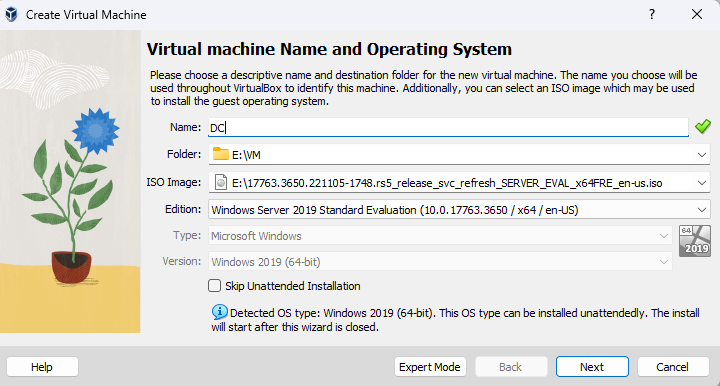 Create Virtual Machine ?
Virtual machine Name and Operating System
Please choose a descriptive name and destination folder for the new virtual machine. The name you choose will be
used throughout VirtualBox to identify this machine. Additionally, you can select an ISO image which may be used
to install the guest operating system.
Name: DC
Folder: E:\VM
ISO Image: E:\17763.3650.221105-1748.rs5_release_svc_refresh_SERVER_EVAL_x64FRE_en-us.iso
Edition: Windows Server 2019 Standard Evaluation (10.0.17763.3650 / x64 / en-US)
Type: Microsoft Windows
64
Version: Windows 2019 (64-bit)
2019
Skip Unattended Installation
Detected OS type: Windows 2019 (64-bit). This OS type can be installed unattendedly. The install
will start after this wizard is closed.
Help Expert Mode Back Next Cancel